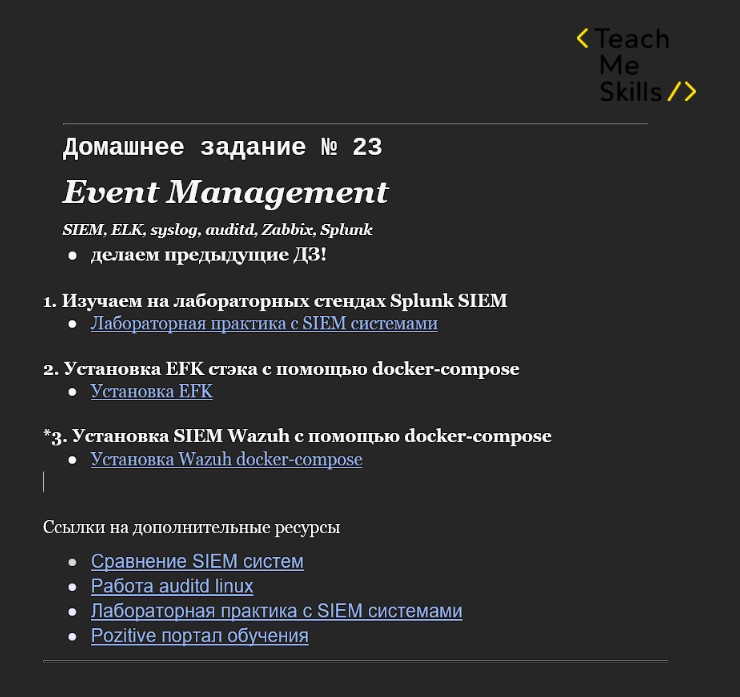 <Teach
Me
Skills/>
Домашнее задание № 23
Event Management
SIEM, ELK, syslog, auditd, Zabbix, Splunk
● делаем предыдущие ДЗ!
1. Изучаем на лабораторных стендах Splunk SIEM
● Лабораторная практика с SIEM системами
2. Установка EFK стэка с помощью docker-compose
● Установка EFK
*3. Установка SIEM Wazuh с помощью docker-compose
● Установка Wazuh docker-compose
Ссылки на дополнительные ресурсы
● Сравнение SIEM систем
● Работа auditd linux
● Лабораторная практика с SIEM системами
● Pozitive портал обучения